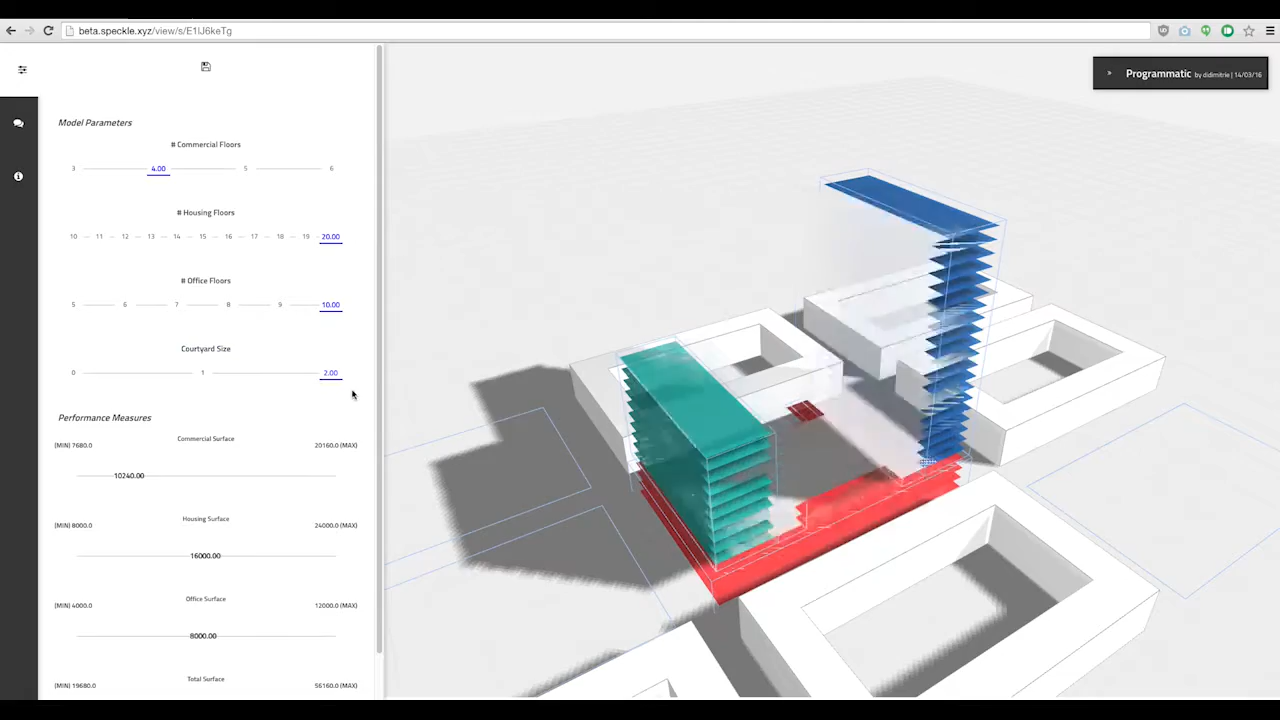 beta.speckle.xyz/view/s/E1lJ6keTg
» Programmatic by didimitrie | 14/03/16
Model Parameters
# Commercial Floors
3 4.00 5 6
# Housing Floors
10 11 12 13 14 15 16 17 18 19 20.00
# Office Floors
5 6 7 8 9 10.00
Courtyard Size
0 1 2.00
Performance Measures
Commercial Surface
(MIN) 7680.0 20160.0 (MAX)
10240.00
Housing Surface
(MIN) 8000.0 24000.0 (MAX)
16000.00
Office Surface
(MIN) 4000.0 12000.0 (MAX)
8000.00
Total Surface
(MIN) 19680.0 56160.0 (MAX)